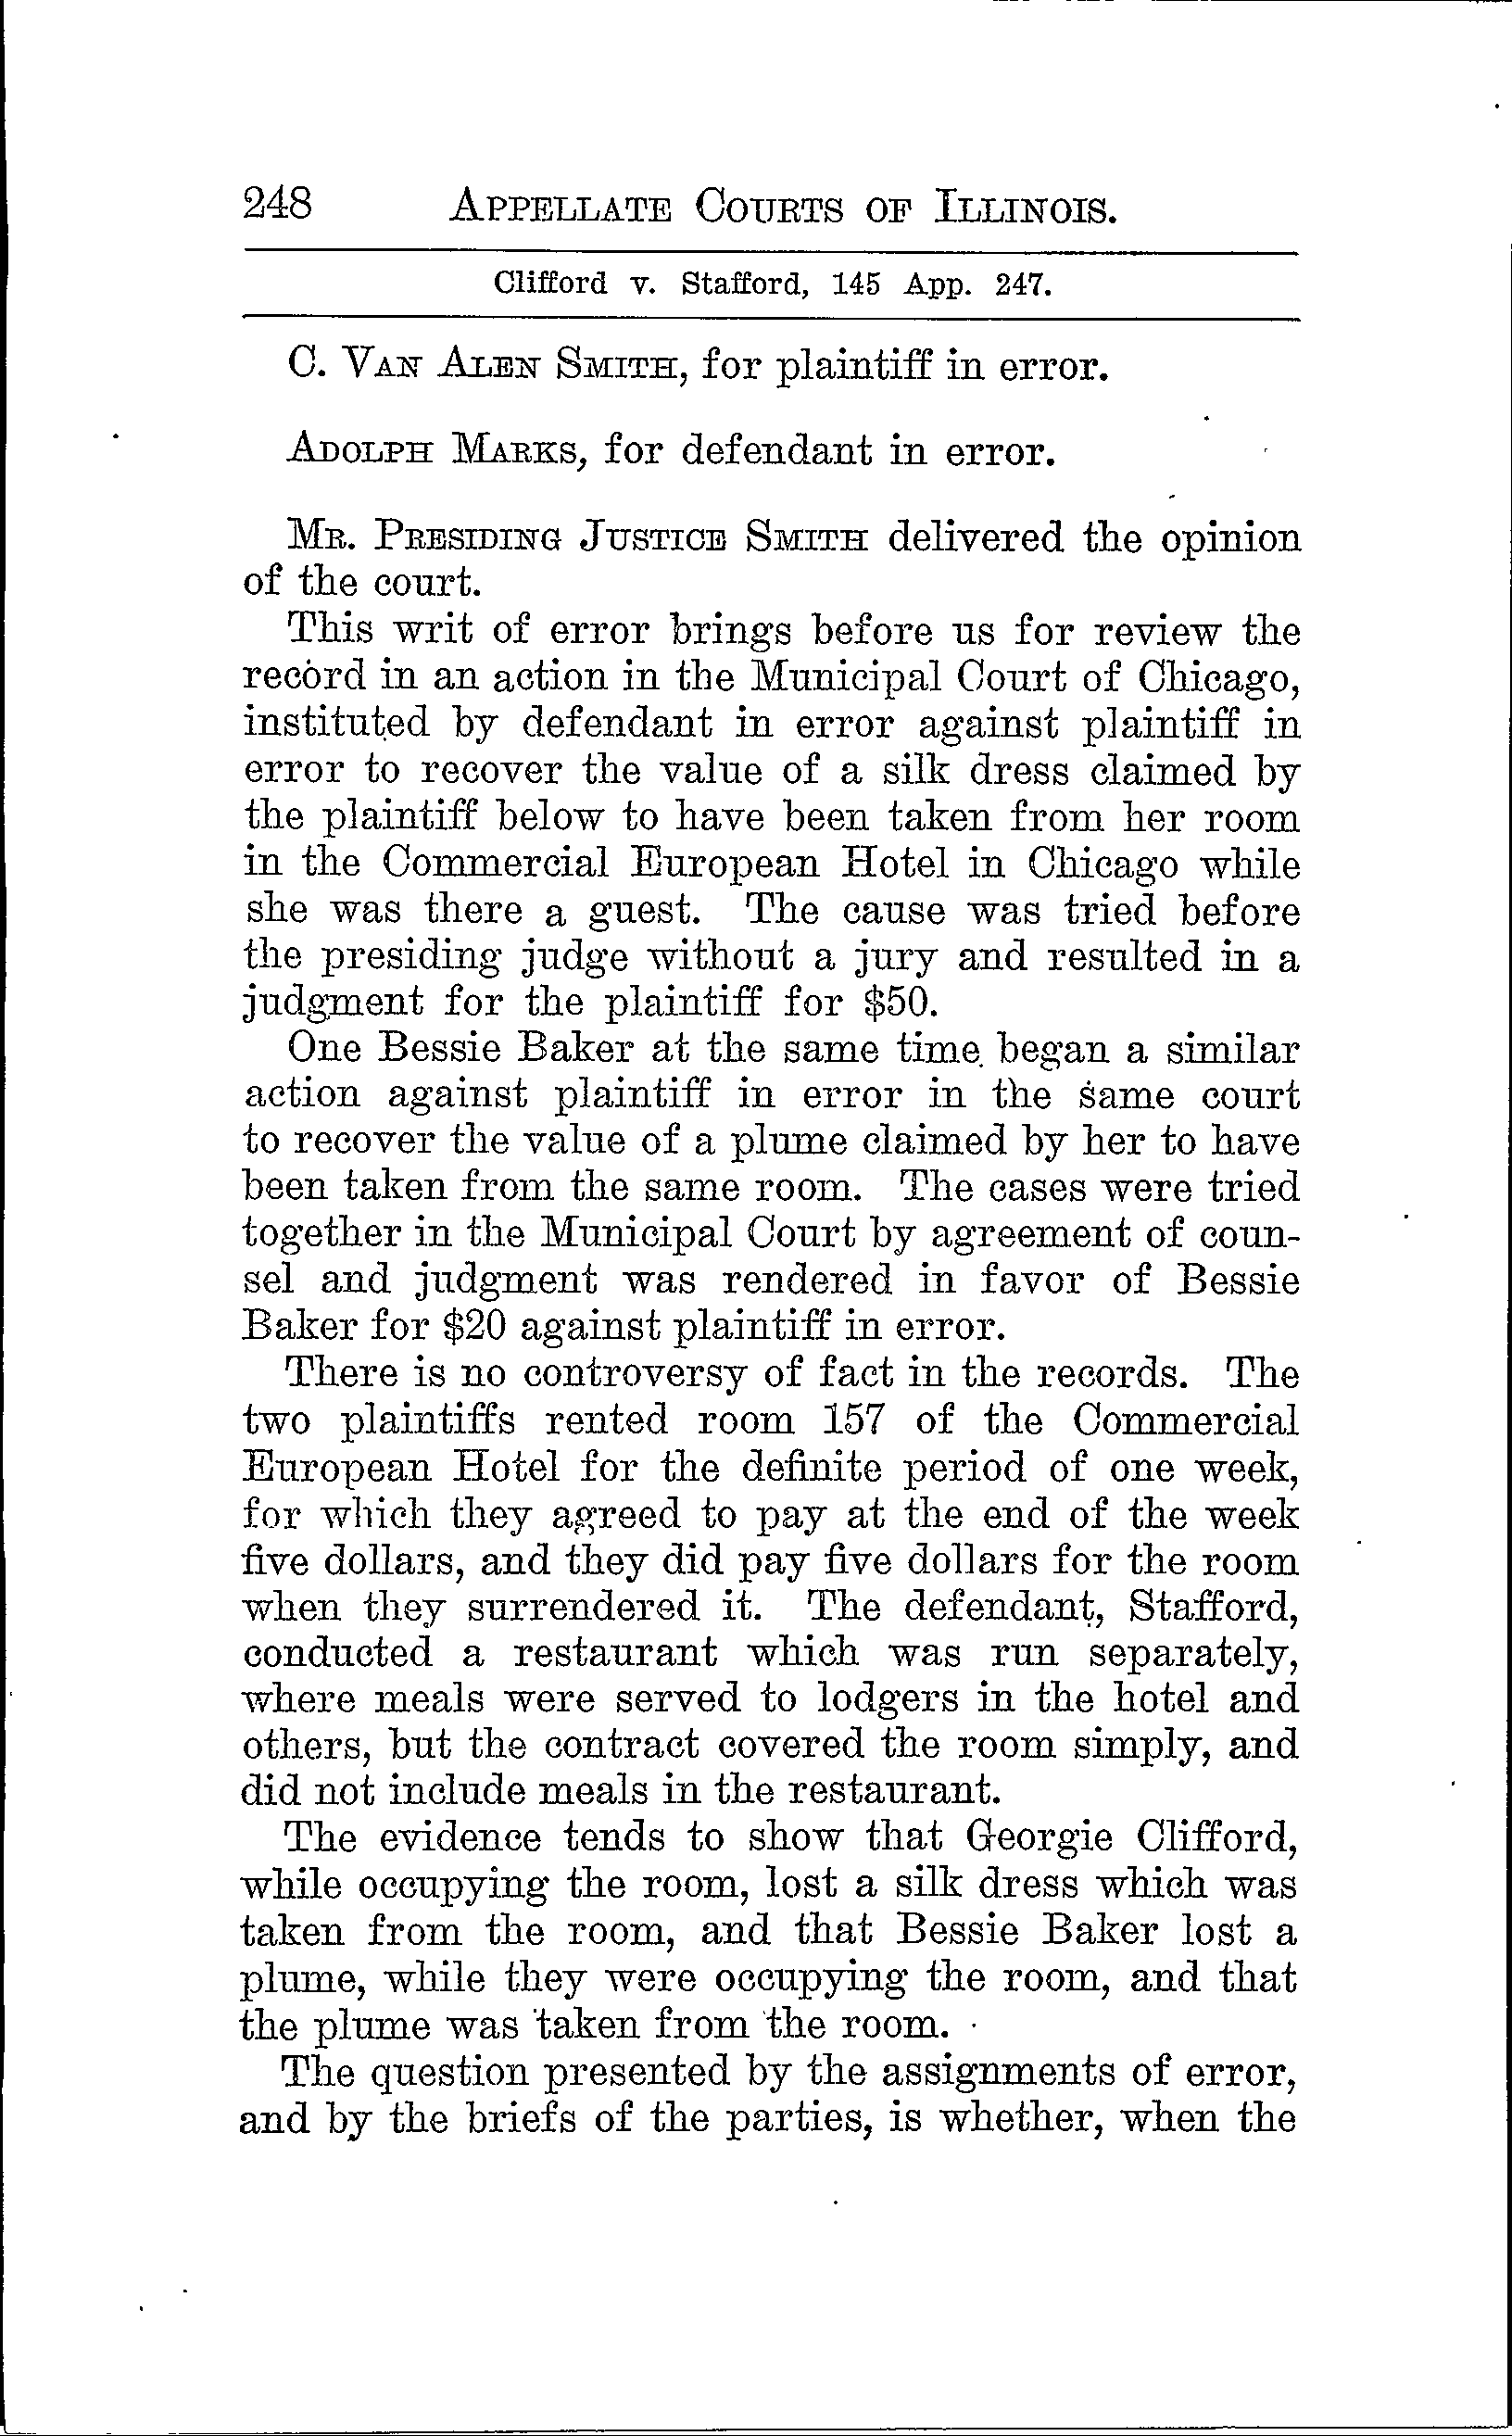 248 APPELLATE COURTS OF ILLINOIS.
Clifford v. Stafford, 145 App. 247.
C. VAN ALEN SMITH, for plaintiff in error.
ADOLPH MARKS, for defendant in error.
MR. PRESIDING JUSTICE SMITH delivered the opinion
of the court.
This writ of error brings before us for review the
record in an action in the Municipal Court of Chicago,
instituted by defendant in error against plaintiff in
error to recover the value of a silk dress claimed by
the plaintiff below to have been taken from her room
in the Commercial European Hotel in Chicago while
she was there a guest. The cause was tried before
the presiding judge without a jury and resulted in a
judgment for the plaintiff for $50.
One Bessie Baker at the same time began a similar
action against plaintiff in error in the same court
to recover the value of a plume claimed by her to have
been taken from the same room. The cases were tried
together in the Municipal Court by agreement of coun-
sel and judgment was rendered in favor of Bessie
Baker for $20 against plaintiff in error.
There is no controversy of fact in the records. The
two plaintiffs rented room 157 of the Commercial
European Hotel for the definite period of one week,
for which they agreed to pay at the end of the week
five dollars, and they did pay five dollars for the room
when they surrendered it. The defendant, Stafford,
conducted a restaurant which was run separately,
where meals were served to lodgers in the hotel and
others, but the contract covered the room simply, and
did not include meals in the restaurant.
The evidence tends to show that Georgie Clifford,
while occupying the room, lost a silk dress which was
taken from the room, and that Bessie Baker lost a
plume, while they were occupying the room, and that
the plume was taken from the room.
The question presented by the assignments of error,
and by the briefs of the parties, is whether, when the